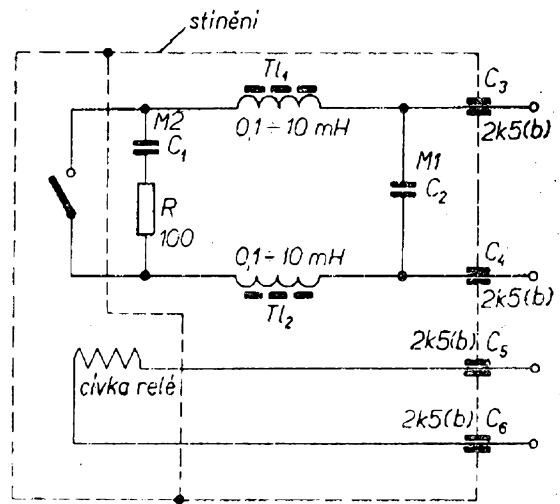 stínění
Tl₁
0,1 ÷ 10 mH
C₃
2k5(b)
M2
C₁
R
100
M1
C₂
0,1 ÷ 10 mH
Tl₂
C₄
2k5(b)
2k5(b) C₅
cívka relé
2k5(b) C₆